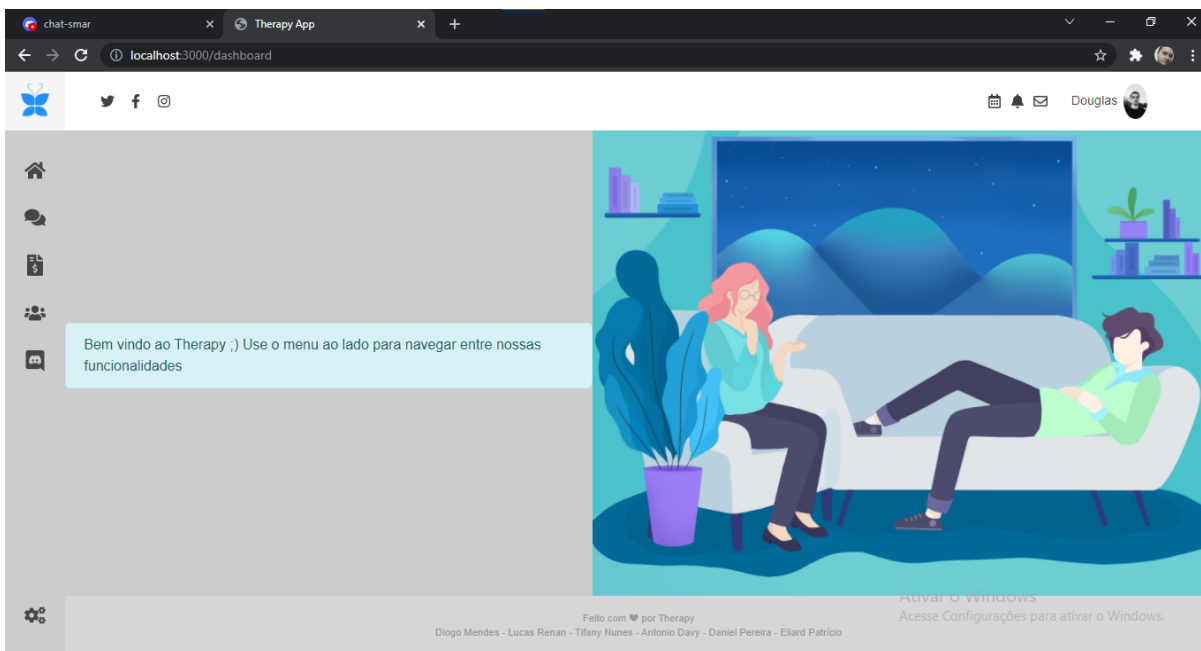 chat-smar
Therapy App
localhost:3000/dashboard
Douglas
Bem vindo ao Therapy ;) Use o menu ao lado para navegar entre nossas
funcionalidades
Ativar o Windows
Acesse Configurações para ativar o Windows.
Feito com ♥ por Therapy
Diogo Mendes - Lucas Renan - Tifany Nunes - Antonio Davy - Daniel Pereira - Eliard Patrício